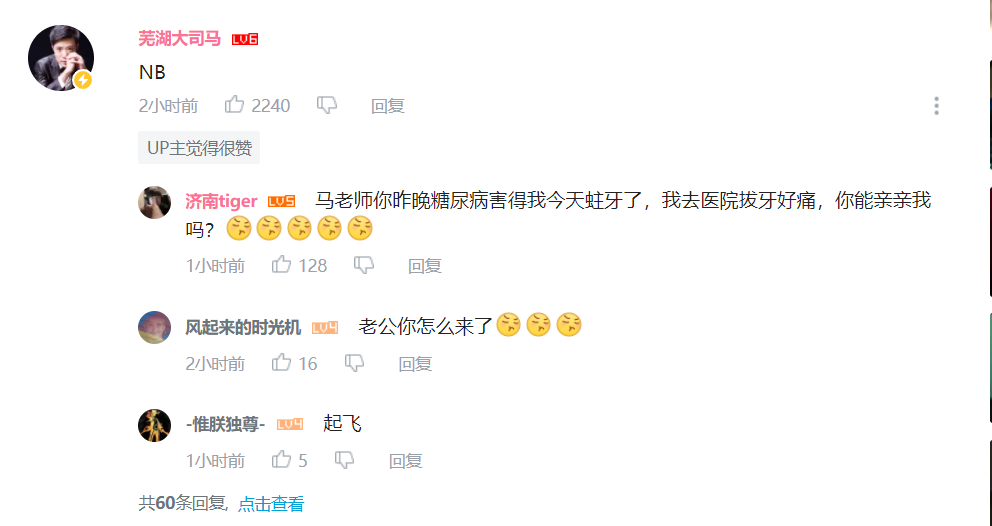 芜湖大司马 LV6
NB
2小时前 2240 回复
UP主觉得很赞
济南tiger LV5 马老师你昨晚糖尿病害得我今天蛀牙了，我去医院拔牙好痛，你能亲亲我
吗？
1小时前 128 回复
风起来的时光机 LV4 老公你怎么来了
2小时前 16 回复
-惟朕独尊- LV4 起飞
1小时前 5 回复
共60条回复, 点击查看